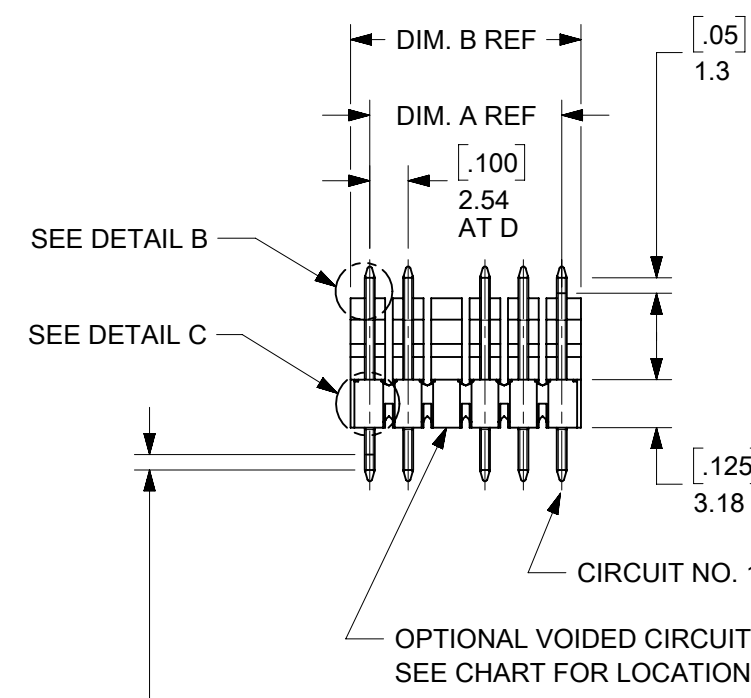 DIM. B REF
[.05]
1.3
DIM. A REF
[.100]
2.54
AT D
SEE DETAIL B
SEE DETAIL C
[.125]
3.18
CIRCUIT NO. 1
OPTIONAL VOIDED CIRCUIT
SEE CHART FOR LOCATION